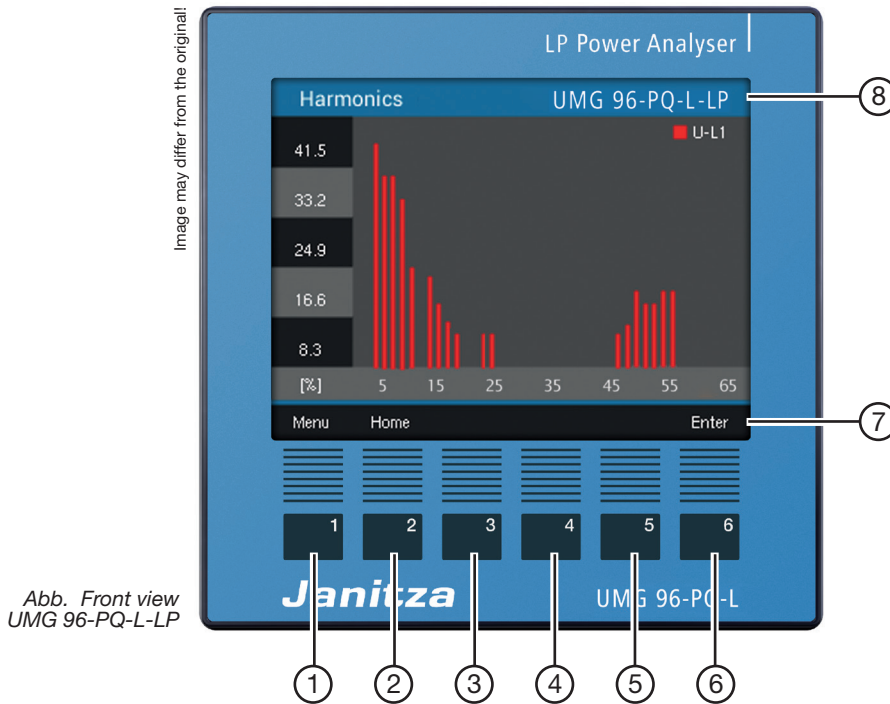 Image may differ from the original!
LP Power Analyser
Harmonics UMG 96-PQ-L-LP
U-L1
41.5
33.2
24.9
16.6
8.3
[%] 5 15 25 35 45 55 65
Menu Home Enter
1 2 3 4 5 6
Janitza UMG 96-PQ-L
Abb. Front view
UMG 96-PQ-L-LP
8
7
1 2 3 4 5 6